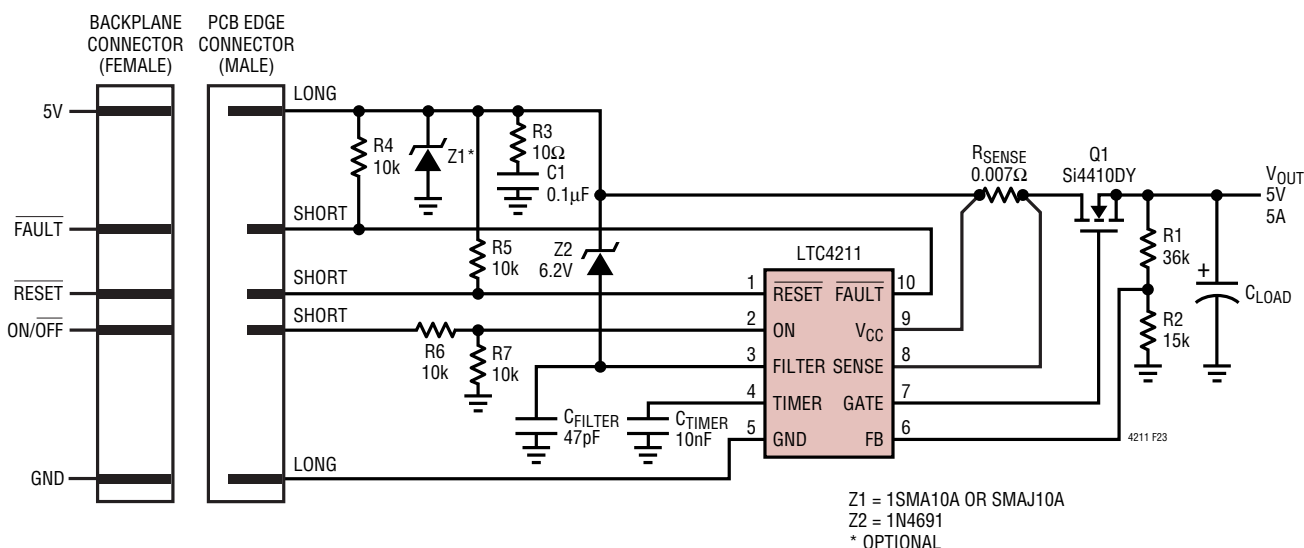 BACKPLANE
CONNECTOR
(FEMALE)
PCB EDGE
CONNECTOR
(MALE)
LONG
5V
R4
10k
Z1*
R3
10Ω
C1
0.1µF
RSENSE
0.007Ω
Q1
Si4410DY
VOUT
5V
5A
SHORT
FAULT
R5
10k
Z2
6.2V
LTC4211
R1
36k
+
CLOAD
R2
15k
SHORT
RESET
1
RESET
FAULT
10
SHORT
ON/OFF
R6
10k
R7
10k
2
ON
VCC
9
3
FILTER
SENSE
8
4
TIMER
GATE
7
5
GND
FB
6
CFILTER
47pF
CTIMER
10nF
4211 F23
LONG
GND
Z1 = 1SMA10A OR SMAJ10A
Z2 = 1N4691
* OPTIONAL